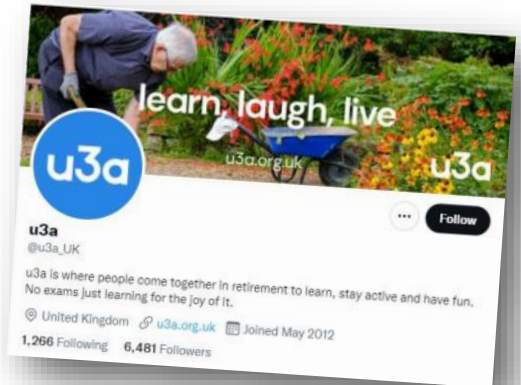 learn, laugh, live
u3a.org.uk
u3a
u3a
Follow
u3a
@u3a_UK
u3a is where people come together in retirement to learn, stay active and have fun.
No exams just learning for the joy of it.
United Kingdom u3a.org.uk Joined May 2012
1,266 Following 6,481 Followers